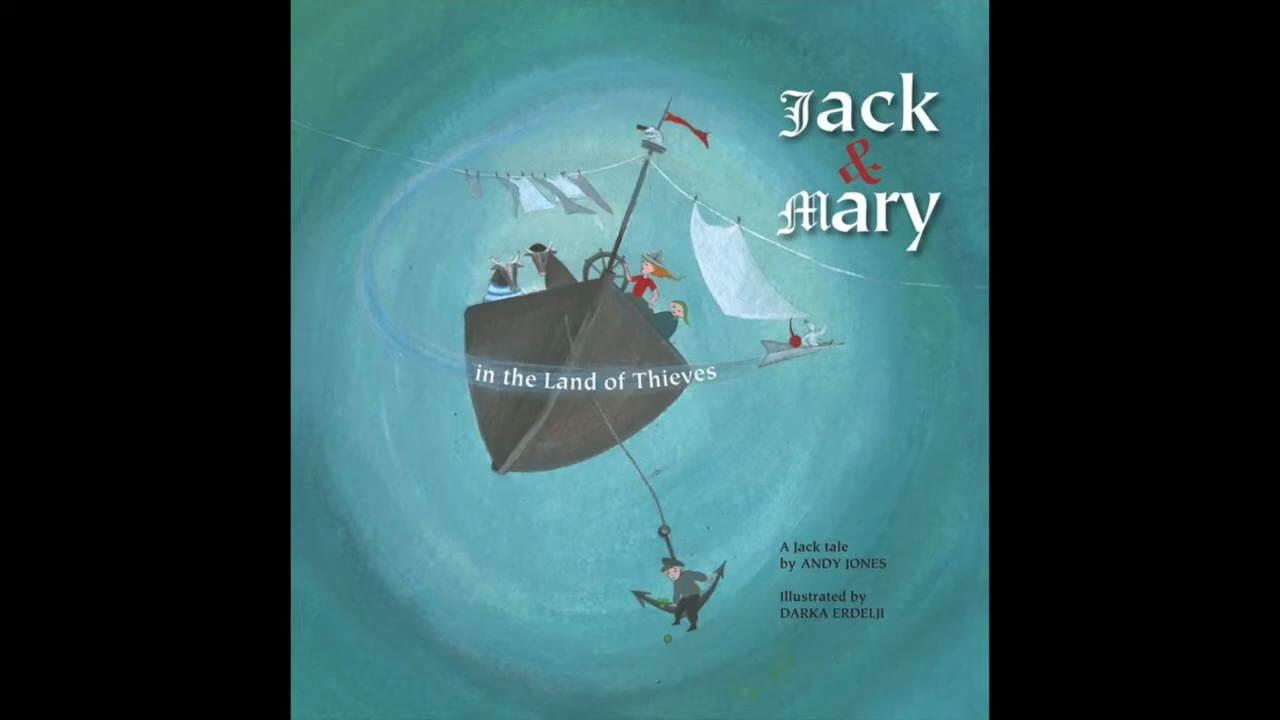 Jack
&
Mary
in the Land of Thieves
A Jack tale
by ANDY JONES
Illustrated by
DARKA ERDELJI